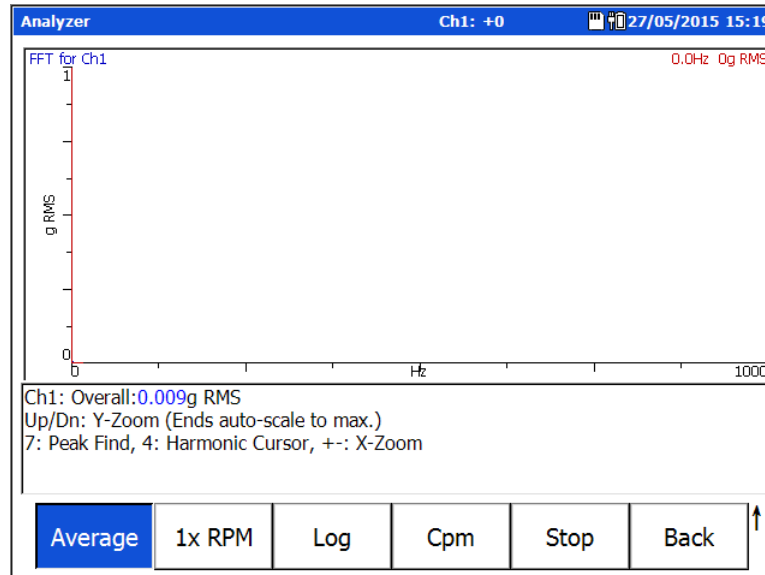 Analyzer Ch1: +0 27/05/2015 15:19
FFT for Ch1 0.0Hz 0g RMS
1
g RMS
0
0 Hz 1000
Ch1: Overall:0.009g RMS
Up/Dn: Y-Zoom (Ends auto-scale to max.)
7: Peak Find, 4: Harmonic Cursor, +-: X-Zoom
Average 1x RPM Log Cpm Stop Back